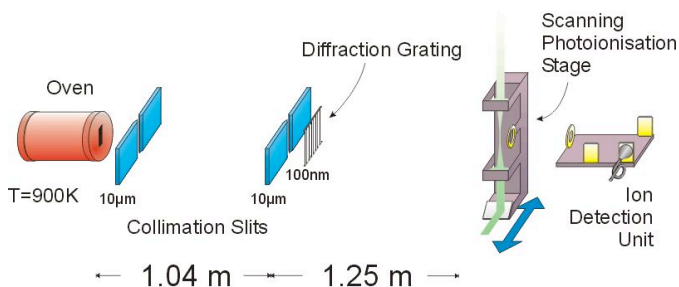 Scanning
Photoionisation
Stage
Diffraction Grating
Oven
100nm
T=900K
10µm
10µm
Collimation Slits
Ion
Detection
Unit
1.04 m
1.25 m